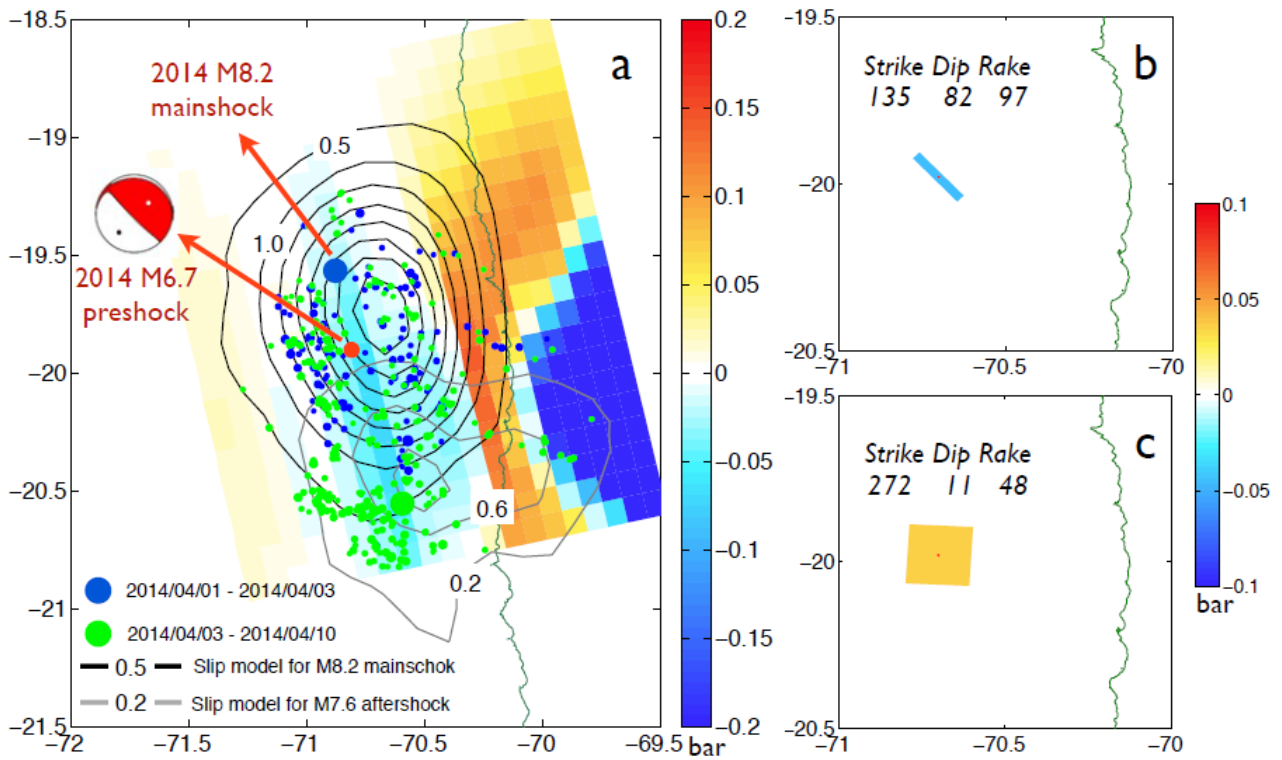 a
2014 M8.2
mainshock
2014 M6.7
preshock
0.5
1.0
0.6
0.2
2014/04/01 - 2014/04/03
2014/04/03 - 2014/04/10
0.5 Slip model for M8.2 mainschok
0.2 Slip model for M7.6 aftershock
−18.5
−19
−19.5
−20
−20.5
−21
−21.5
−72
−71.5
−71
−70.5
−70
−69.5
0.2
0.15
0.1
0.05
0
−0.05
−0.1
−0.15
−0.2
bar
b
Strike Dip Rake
135 82 97
−19.5
−20
−20.5
−71
−70.5
−70
c
Strike Dip Rake
272 11 48
−19.5
−20
−20.5
−71
−70.5
−70
0.1
0.05
0
−0.05
−0.1
bar